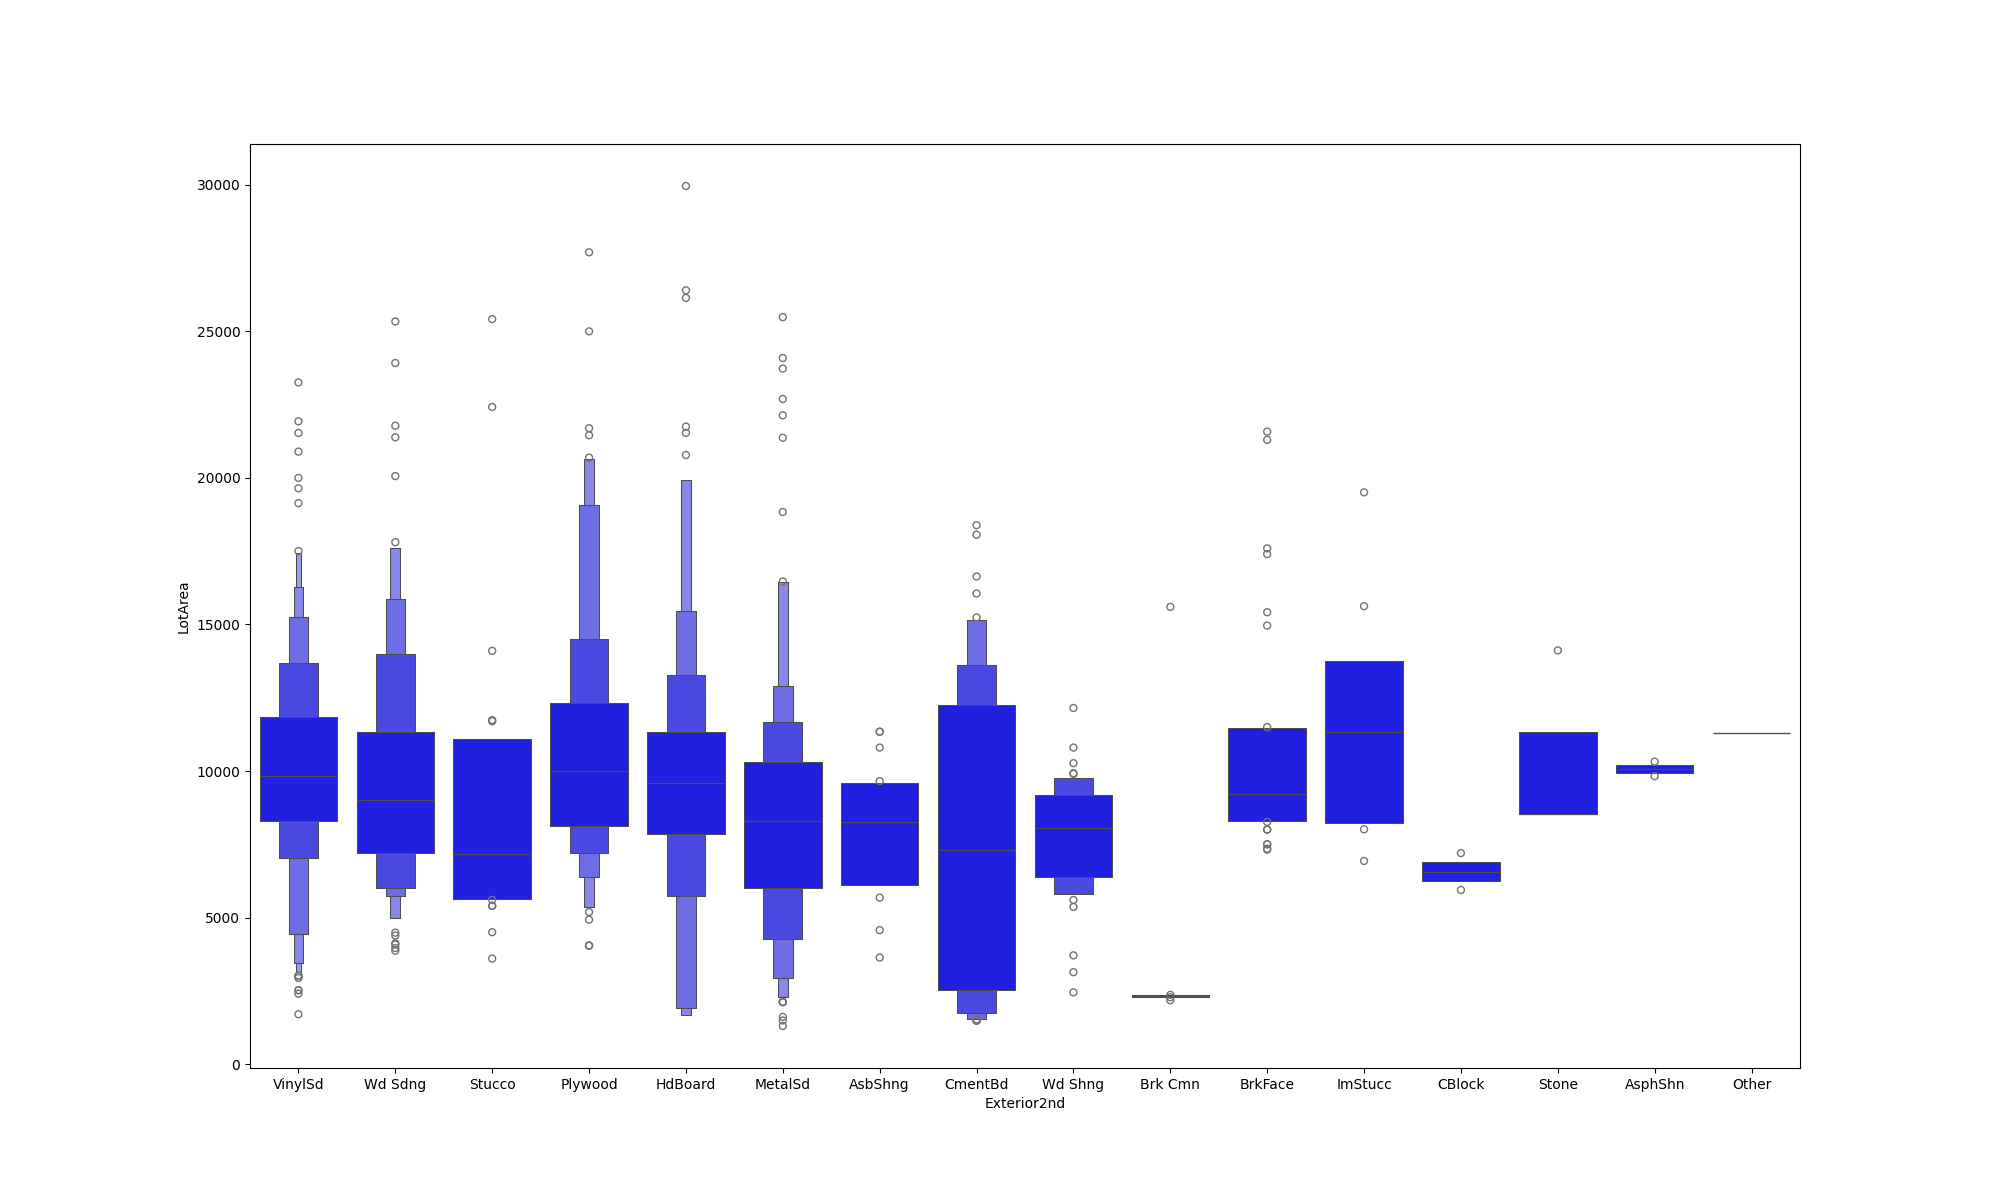 30000
25000
20000
15000
10000
5000
0
LotArea
VinylSd Wd Sdng Stucco Plywood HdBoard MetalSd AsbShng CmentBd Wd Shng Brk Cmn BrkFace ImStucc CBlock Stone AsphShn Other
Exterior2nd